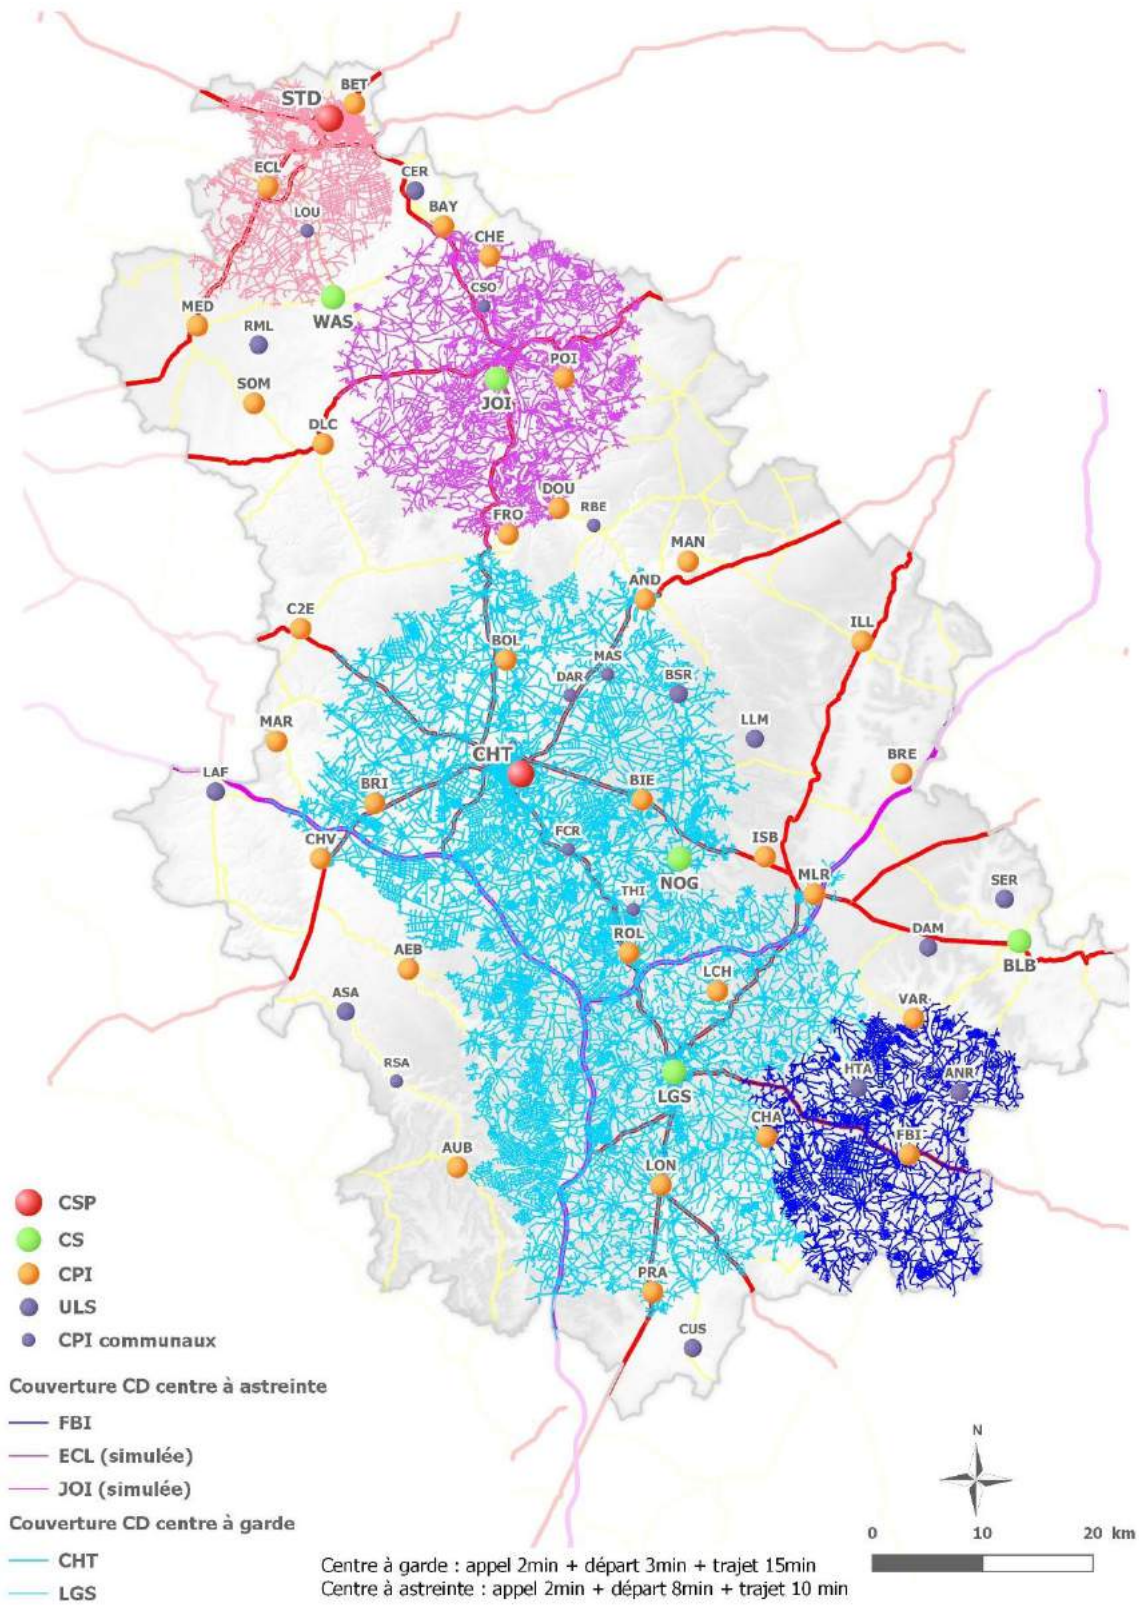 BET
STD
ECL
CER
LOU
BAY
CHE
CSO
MED
WAS
RML
POI
SOM
JOI
DLC
DOU
FRO
RBE
MAN
AND
C2E
ILL
BOL
MAS
DAR
BSR
MAR
LLM
CHT
BRE
LAF
BRI
BIE
FCR
ISB
CHV
NOG
MLR
SER
THI
ROL
DAM
AEB
BLB
LCH
ASA
VAR
RSA
HTA
ANR
LGS
CHA
FBI
AUB
LON
PRA
CUS
CSP
CS
CPI
ULS
CPI communaux
Couverture CD centre à astreinte
FBI
ECL (simulée)
JOI (simulée)
Couverture CD centre à garde
CHT
LGS
N
0 10 20 km
Centre à garde : appel 2min + départ 3min + trajet 15min
Centre à astreinte : appel 2min + départ 8min + trajet 10 min